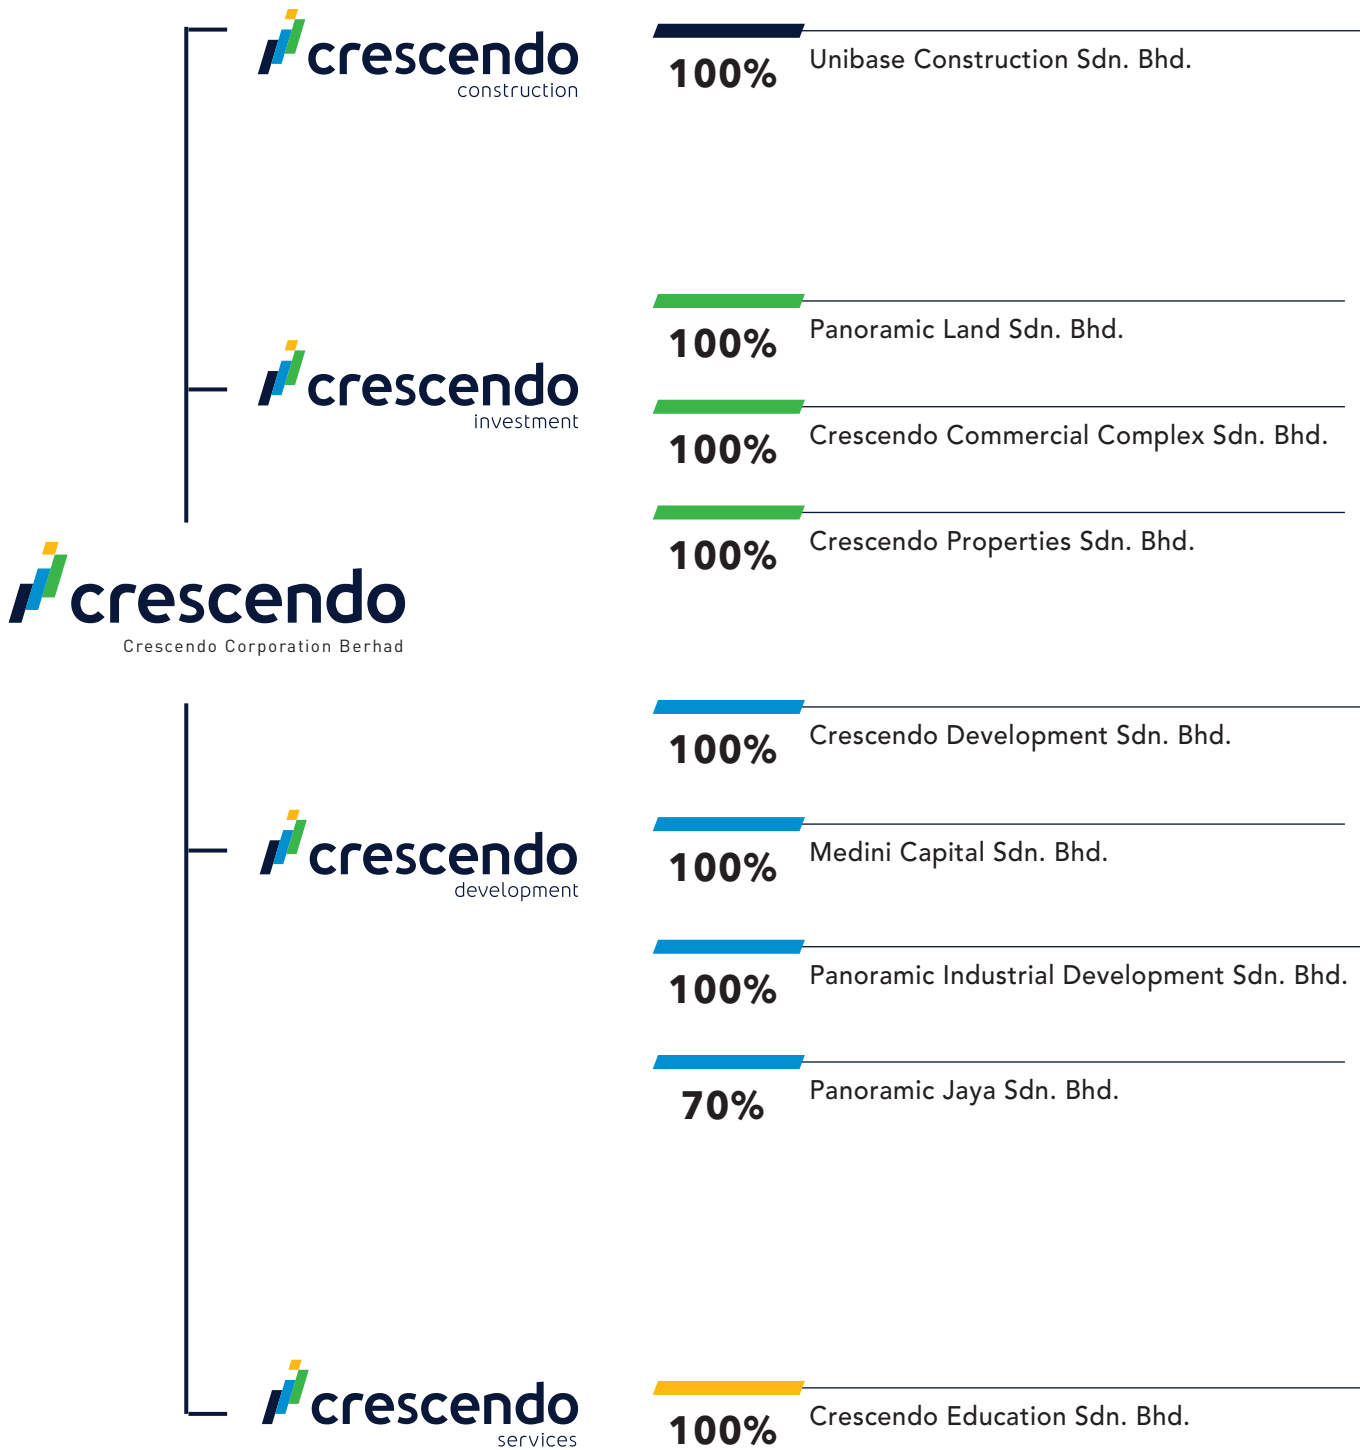 crescendo
construction
100%
Unibase Construction Sdn. Bhd.
crescendo
investment
100%
Panoramic Land Sdn. Bhd.
100%
Crescendo Commercial Complex Sdn. Bhd.
100%
Crescendo Properties Sdn. Bhd.
crescendo
Crescendo Corporation Berhad
crescendo
development
100%
Crescendo Development Sdn. Bhd.
100%
Medini Capital Sdn. Bhd.
100%
Panoramic Industrial Development Sdn. Bhd.
70%
Panoramic Jaya Sdn. Bhd.
crescendo
services
100%
Crescendo Education Sdn. Bhd.